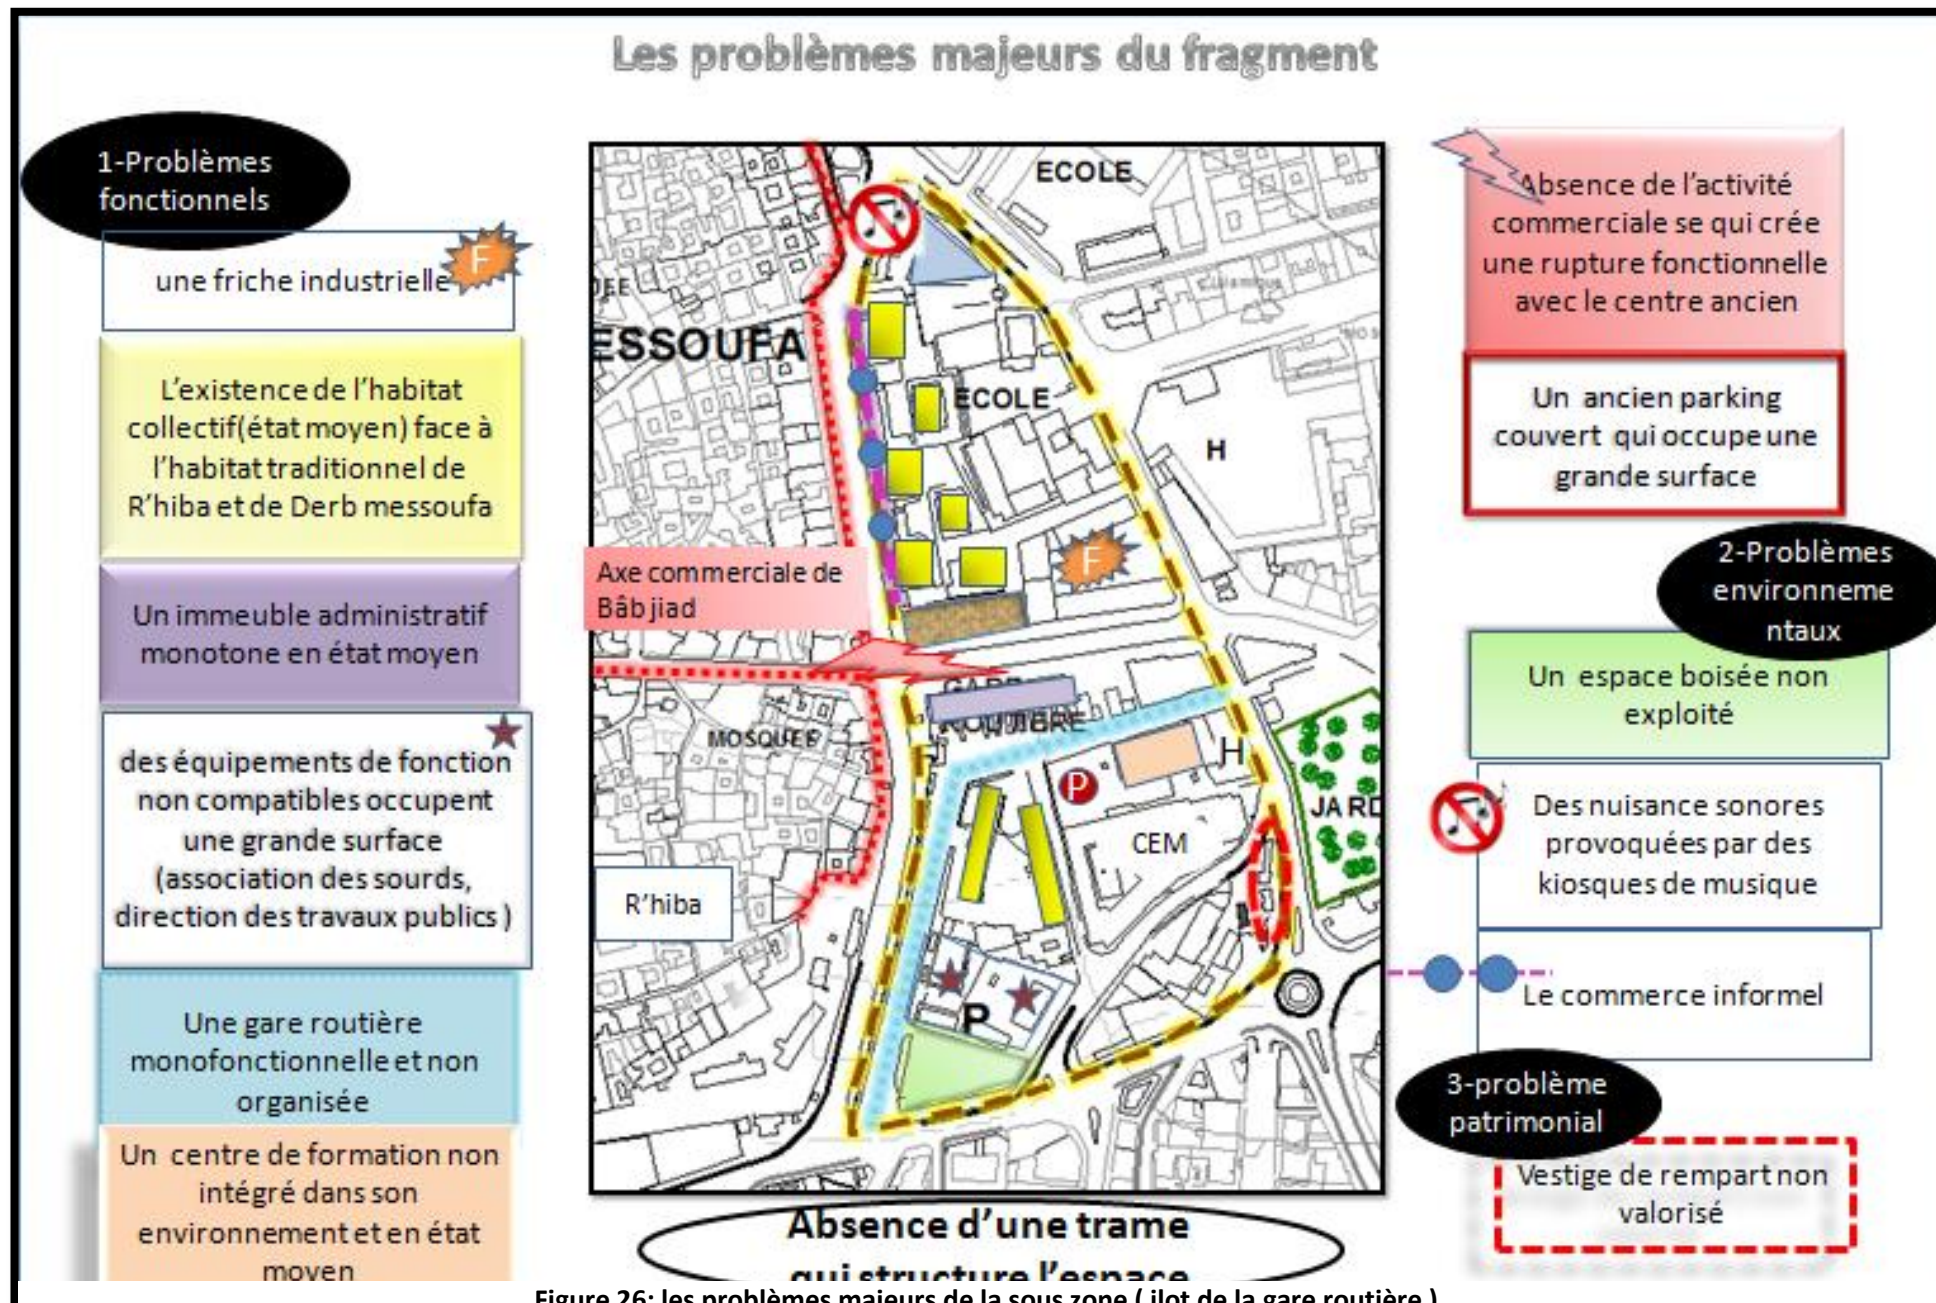 Les problèmes majeurs du fragment
1-Problèmes
fonctionnels
une friche industrielle
F
L'existence de l'habitat
collectif(état moyen) face à
l'habitat traditionnel de
R'hiba et de Derb messoufa
Un immeuble administratif
monotone en état moyen
des équipements de fonction
non compatibles occupent
une grande surface
(association des sourds,
direction des travaux publics )
Une gare routière
monofonctionnelle et non
organisée
Un centre de formation non
intégré dans son
environnement et en état
moyen
ECOLE
DEE
ESSOUFA
ECOLE
H
F
Axe commerciale de
Bâb jiad
GARE
ROUTIERE
MOSQUEE
H
P
JARD
CEM
R'hiba
P
Absence d'une trame
qui structure l'espace
Absence de l'activité
commerciale se qui crée
une rupture fonctionnelle
avec le centre ancien
Un ancien parking
couvert qui occupe une
grande surface
2-Problèmes
environneme
ntaux
Un espace boisée non
exploité
Des nuisance sonores
provoquées par des
kiosques de musique
Le commerce informel
3-problème
patrimonial
Vestige de rempart non
valorisé
Figure 26: les problèmes majeurs de la sous zone ( ilot de la gare routière )